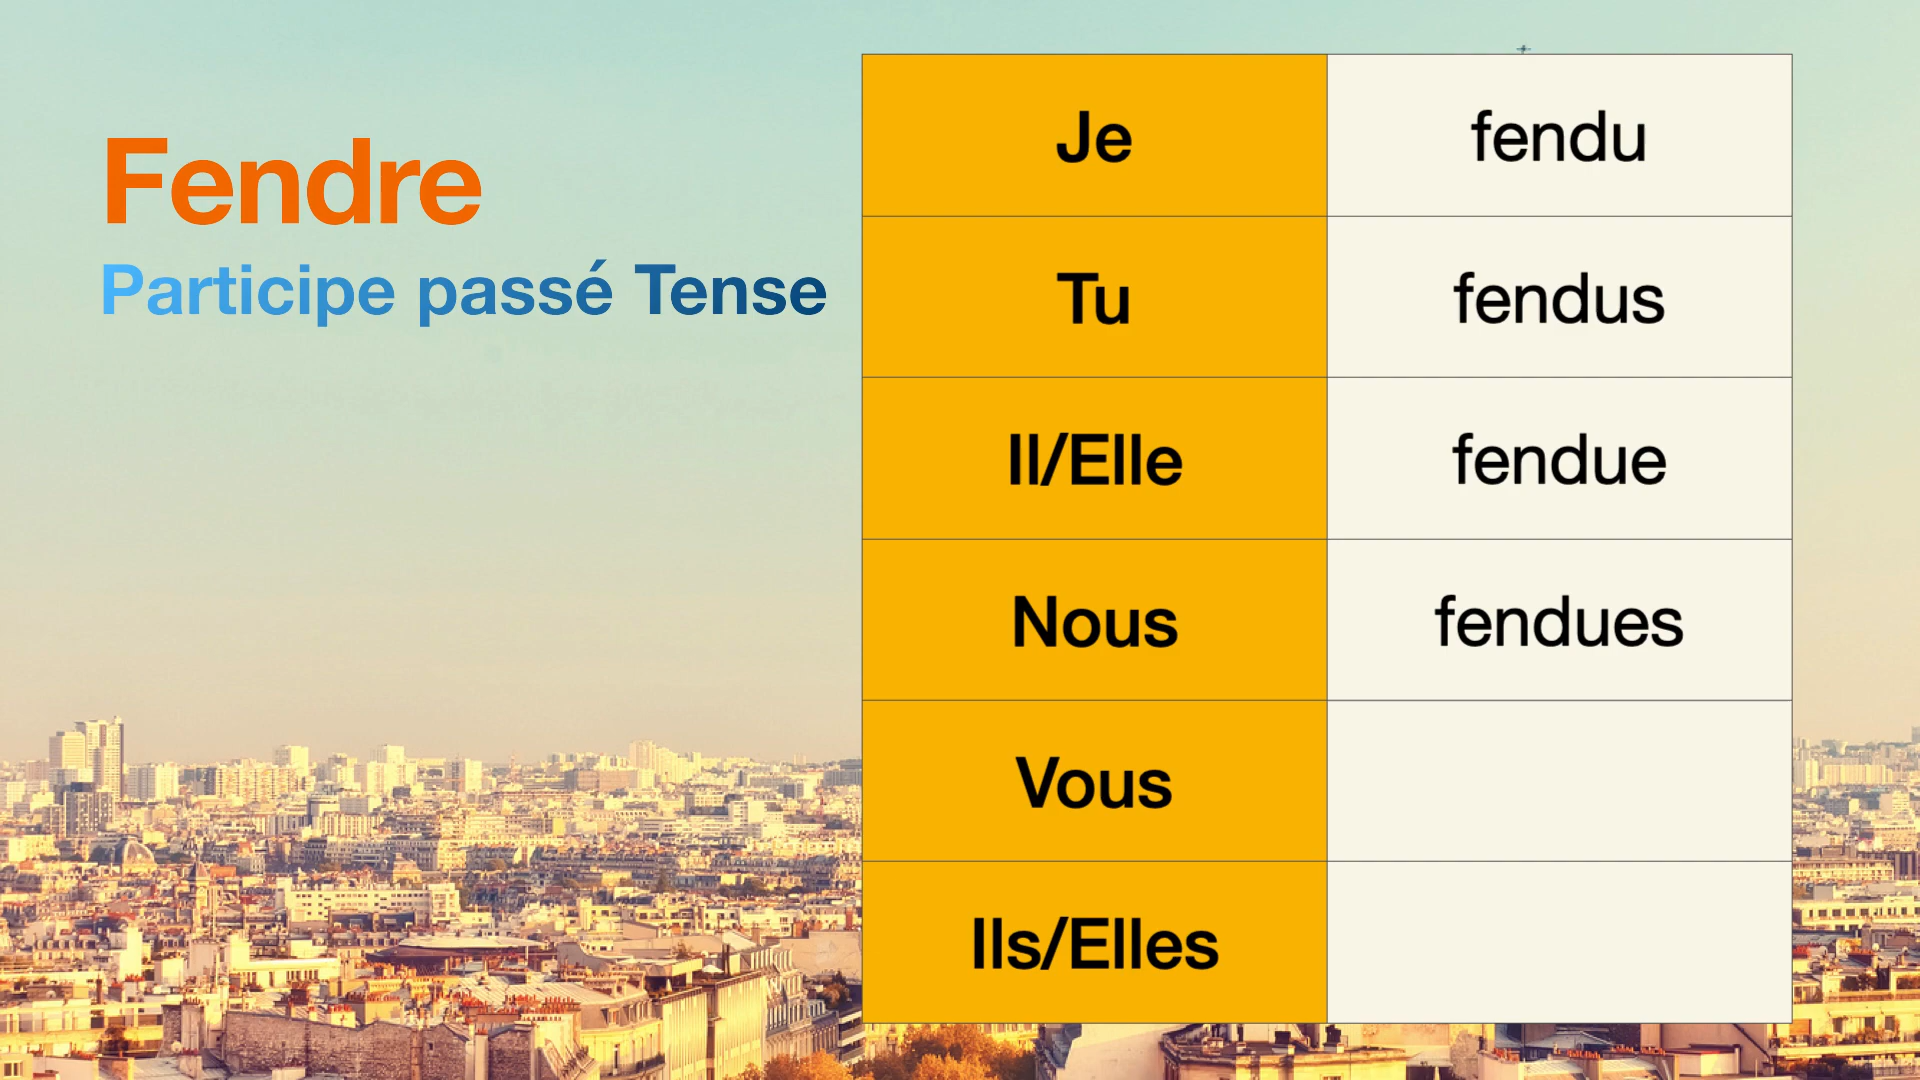 Fendre
Participe passé Tense
Je fendu
Tu fendus
Il/Elle fendue
Nous fendues
Vous
Ils/Elles